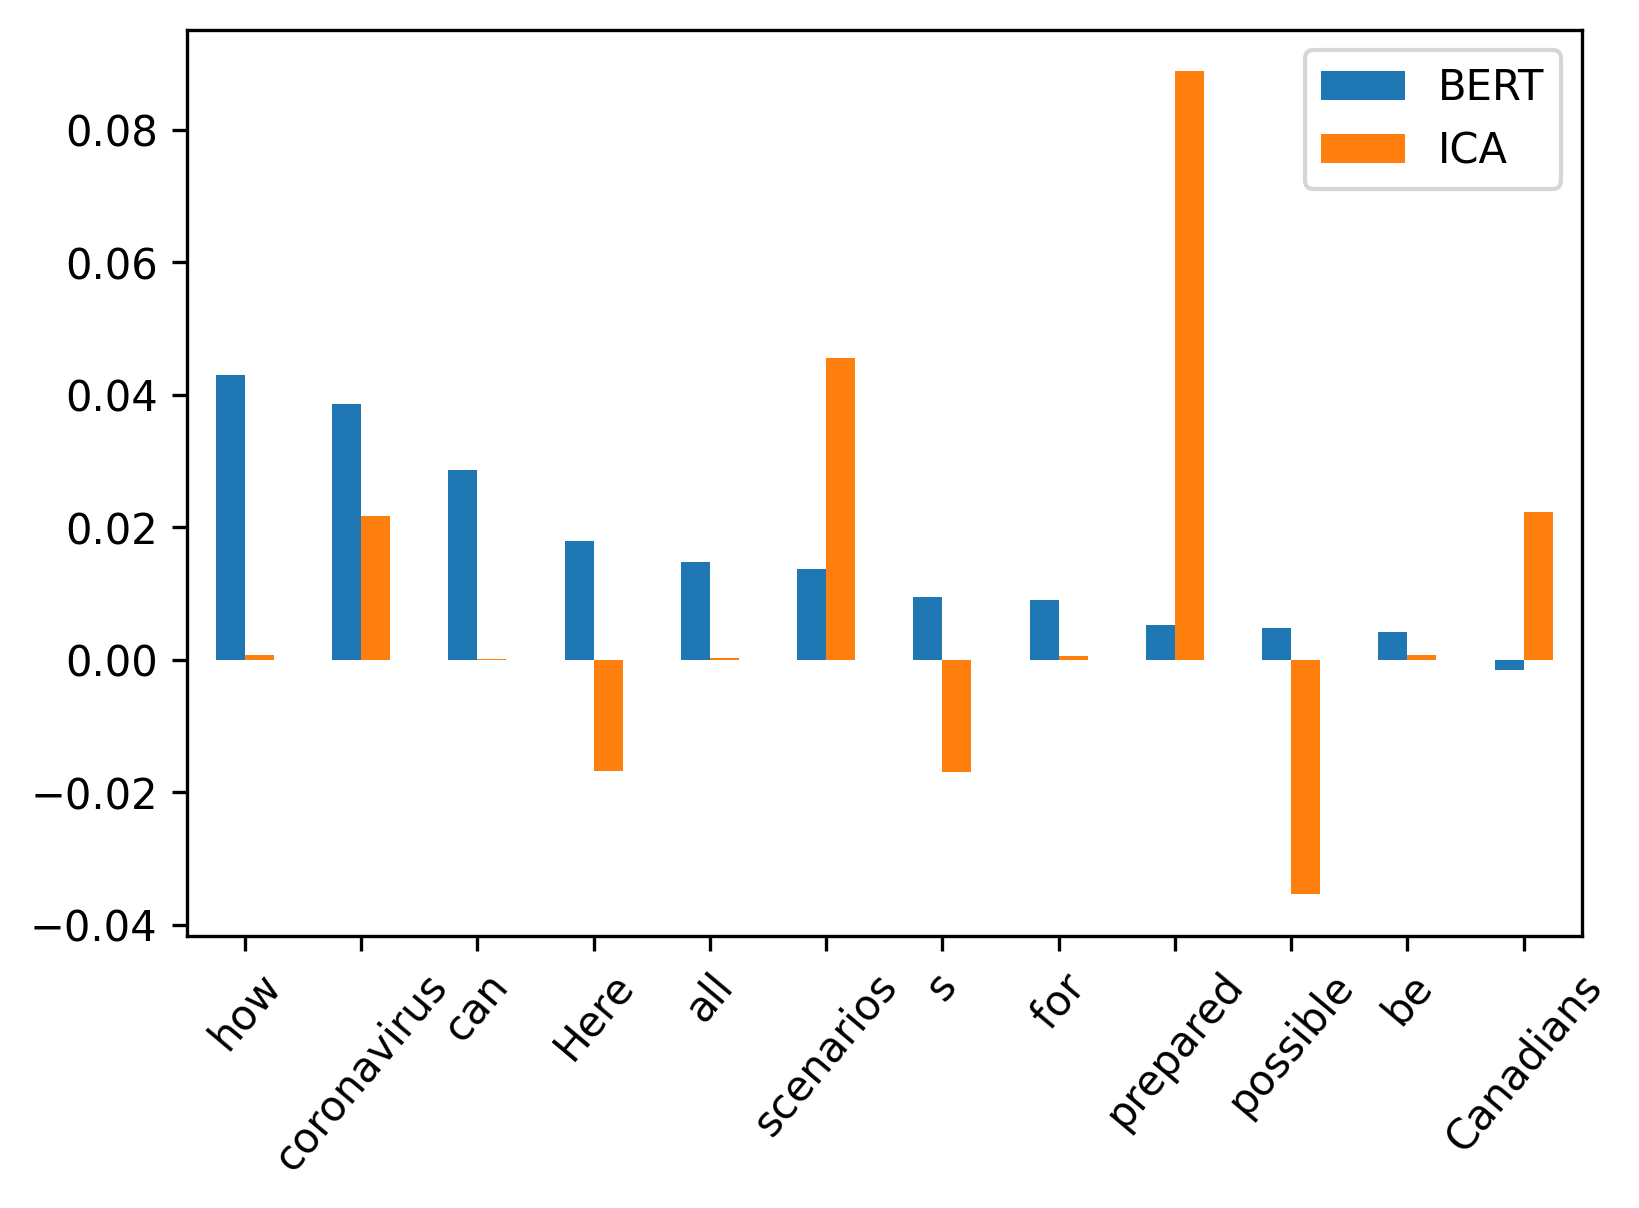 BERT
ICA
0.08
0.06
0.04
0.02
0.00
−0.02
−0.04
how
coronavirus
can
Here
all
scenarios
s
for
prepared
possible
be
Canadians